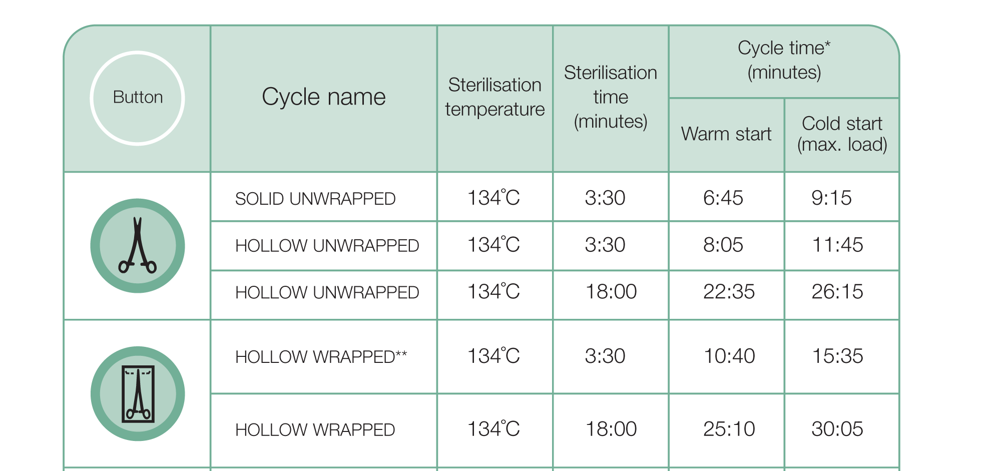 Button
Cycle name
Sterilisation
temperature
Sterilisation
time
(minutes)
Cycle time*
(minutes)
Warm start
Cold start
(max. load)
SOLID UNWRAPPED 134°C 3:30 6:45 9:15
HOLLOW UNWRAPPED 134°C 3:30 8:05 11:45
HOLLOW UNWRAPPED 134°C 18:00 22:35 26:15
HOLLOW WRAPPED** 134°C 3:30 10:40 15:35
HOLLOW WRAPPED 134°C 18:00 25:10 30:05